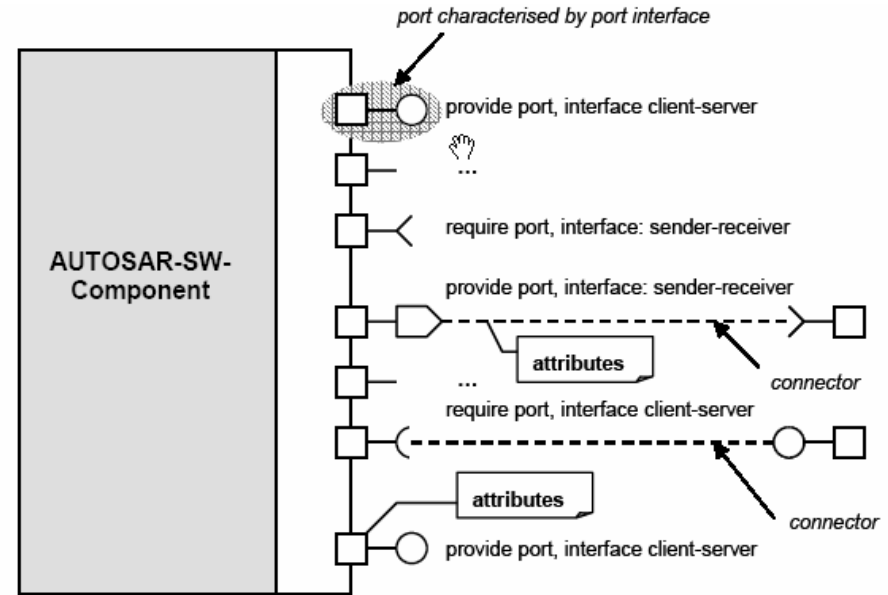 port characterised by port interface
provide port, interface client-server
...
require port, interface: sender-receiver
AUTOSAR-SW-
Component
provide port, interface: sender-receiver
attributes
connector
...
require port, interface client-server
attributes
connector
provide port, interface client-server